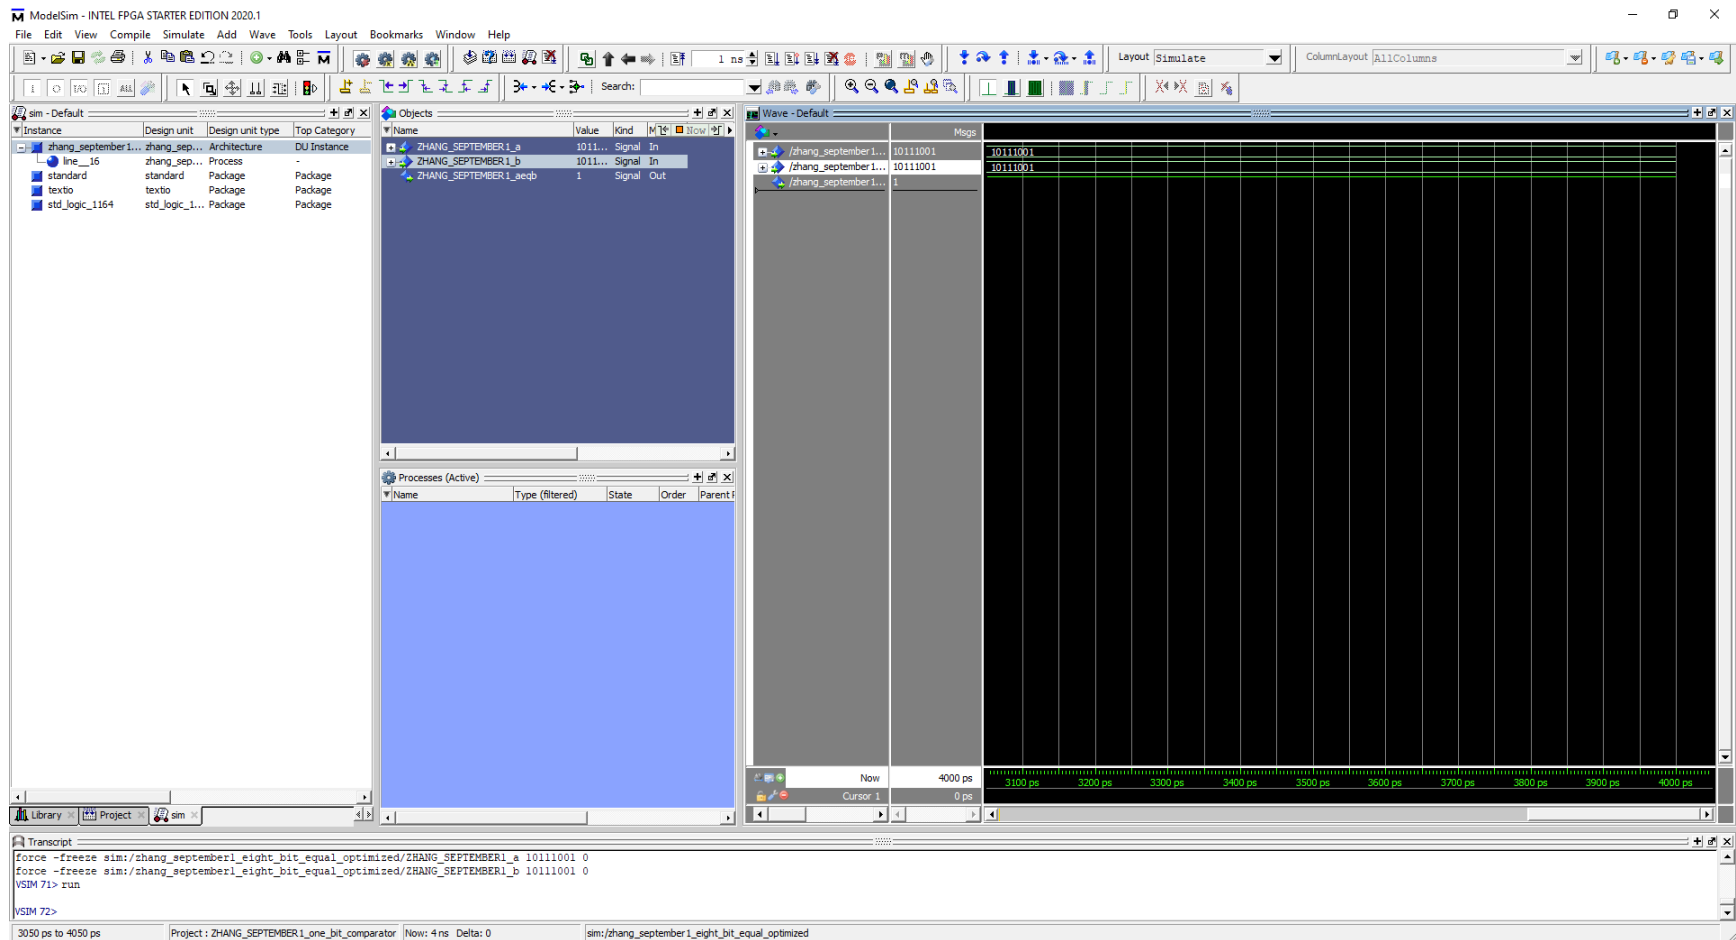 ModelSim - INTEL FPGA STARTER EDITION 2020.1
File Edit View Compile Simulate Add Wave Tools Layout Bookmarks Window Help
1 ns
Layout Simulate
ColumnLayout AllColumns
Search:
sim - Default
Instance Design unit Design unit type Top Category
zhang_september1... zhang_sep... Architecture DU Instance
line__16 zhang_sep... Process -
standard standard Package Package
textio textio Package Package
std_logic_1164 std_logic_1... Package Package
Library Project sim
Objects
Name Value Kind M Now
ZHANG_SEPTEMBER1_a 1011... Signal In
ZHANG_SEPTEMBER1_b 1011... Signal In
ZHANG_SEPTEMBER1_aeqb 1 Signal Out
Processes (Active)
Name Type (filtered) State Order Parent P
Wave - Default
Msgs
/zhang_september1... 10111001 10111001
/zhang_september1... 10111001 10111001
/zhang_september1... 1
Now 4000 ps
Cursor 1 0 ps
3100 ps 3200 ps 3300 ps 3400 ps 3500 ps 3600 ps 3700 ps 3800 ps 3900 ps 4000 ps
Transcript
force -freeze sim:/zhang_september1_eight_bit_equal_optimized/ZHANG_SEPTEMBER1_a 10111001 0
force -freeze sim:/zhang_september1_eight_bit_equal_optimized/ZHANG_SEPTEMBER1_b 10111001 0
VSIM 71> run
VSIM 72>
3050 ps to 4050 ps Project : ZHANG_SEPTEMBER1_one_bit_comparator Now: 4 ns Delta: 0 sim:/zhang_september1_eight_bit_equal_optimized